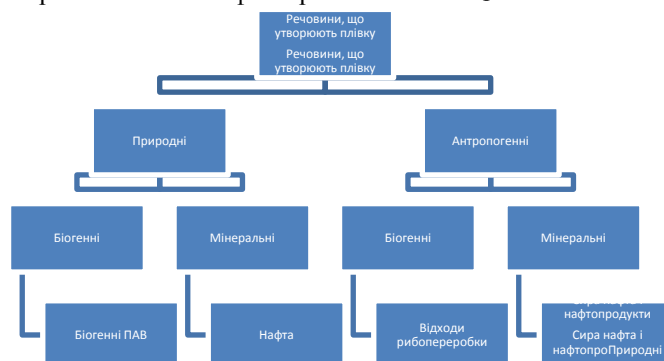 Речовини, що
утворюють плівку
Речовини, що
утворюють плівку
Природні
Антропогенні
Біогенні
Мінеральні
Біогенні
Мінеральні
Біогенні ПАВ
Нафта
Відходи
рибопереробки
нафтопродукти
Сира нафта і
нафтопроПриродні